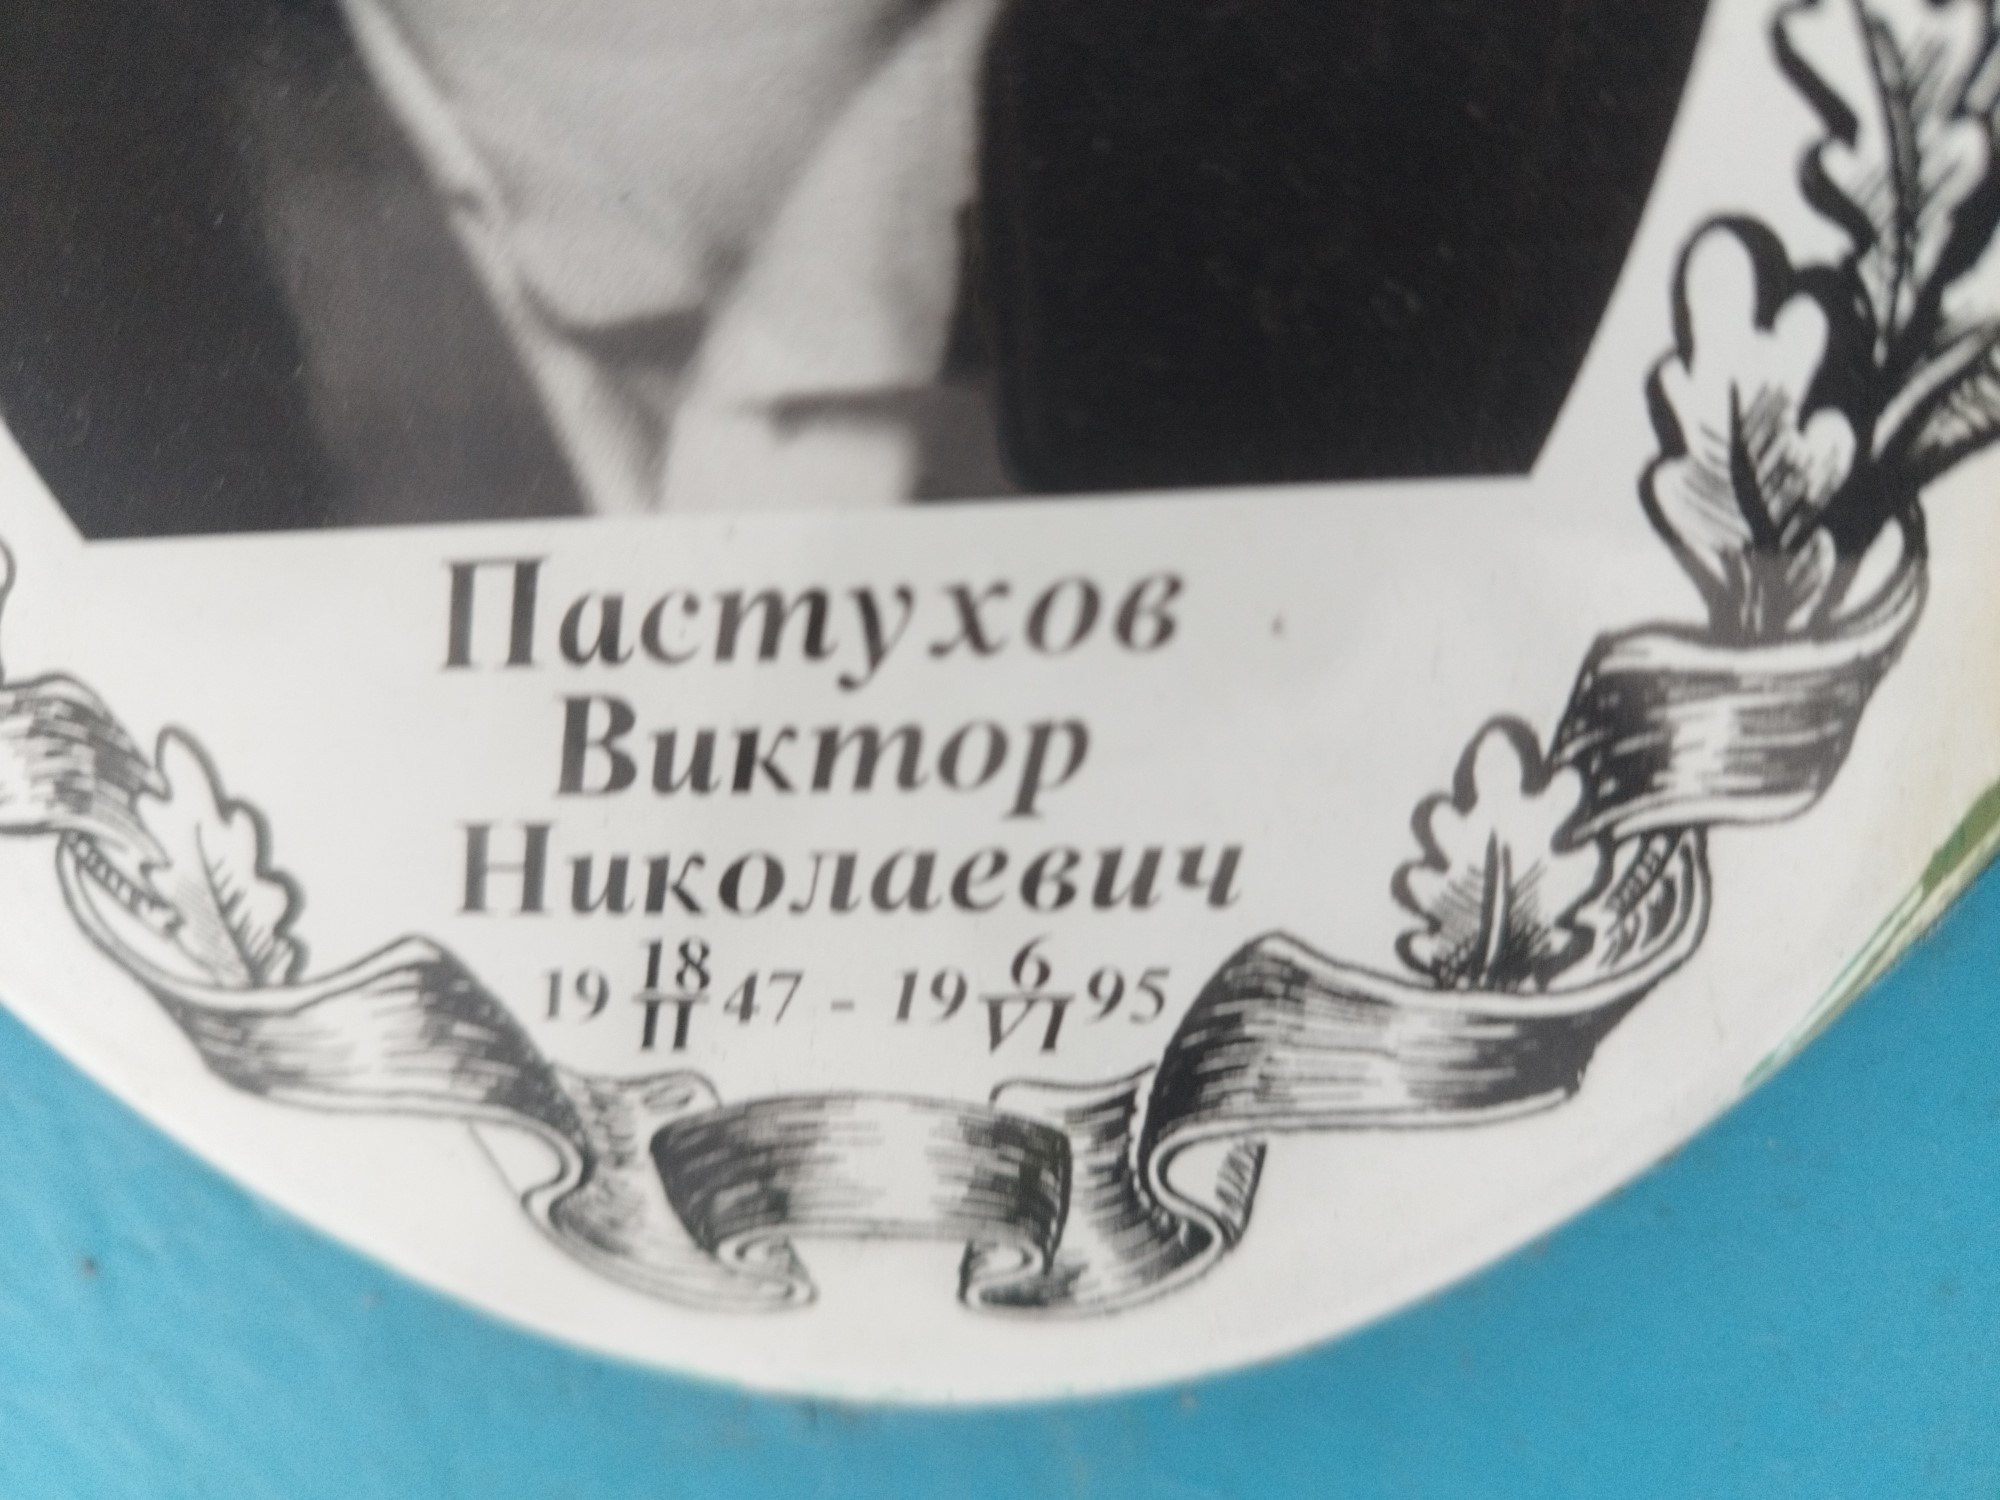 Пастухов
Виктор
Николаевич
19 18/II 47 - 19 6/VI 95